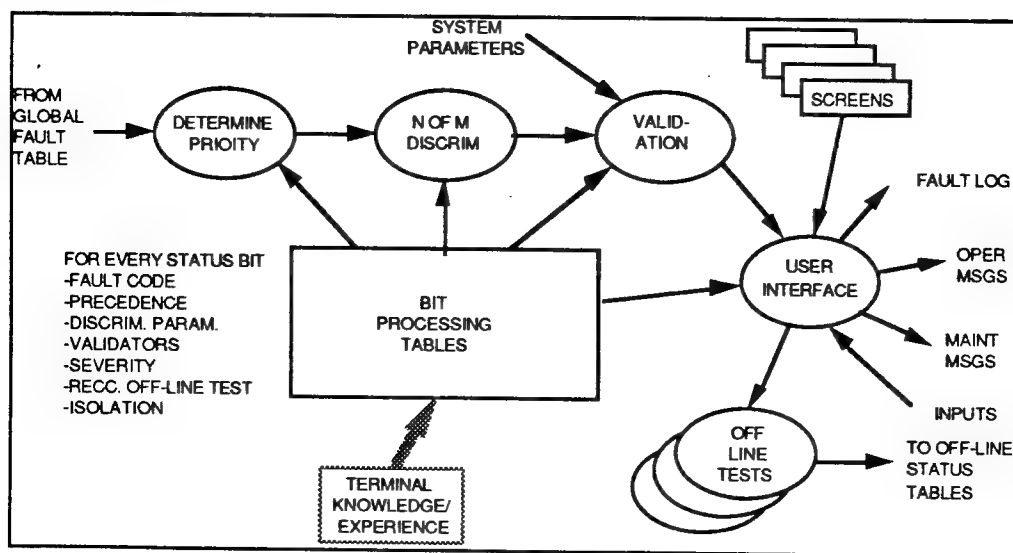 SYSTEM
PARAMETERS
SCREENS
FROM
GLOBAL
FAULT
TABLE
DETERMINE
PRIOITY
N OF M
DISCRIM
VALID-
ATION
FAULT LOG
USER
INTERFACE
OPER
MSGS
MAINT
MSGS
INPUTS
FOR EVERY STATUS BIT
-FAULT CODE
-PRECEDENCE
-DISCRIM. PARAM.
-VALIDATORS
-SEVERITY
-RECC. OFF-LINE TEST
-ISOLATION
BIT
PROCESSING
TABLES
OFF
LINE
TESTS
TO OFF-LINE
STATUS
TABLES
TERMINAL
KNOWLEDGE/
EXPERIENCE